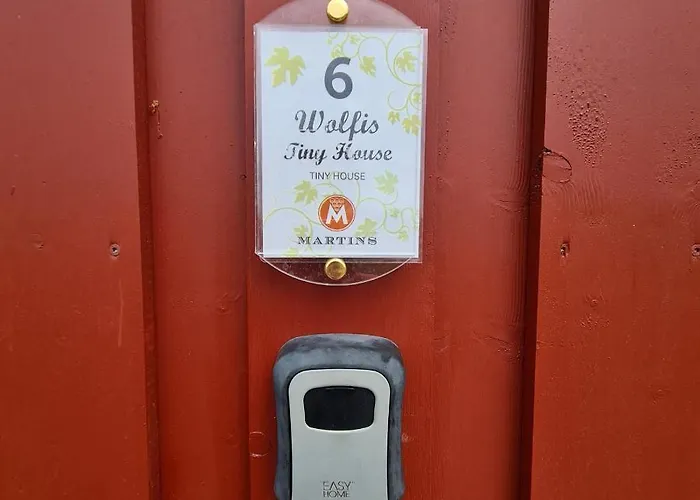 6
Wolfis
Tiny House
TINY HOUSE
M
MARTINS
EASY
HOME